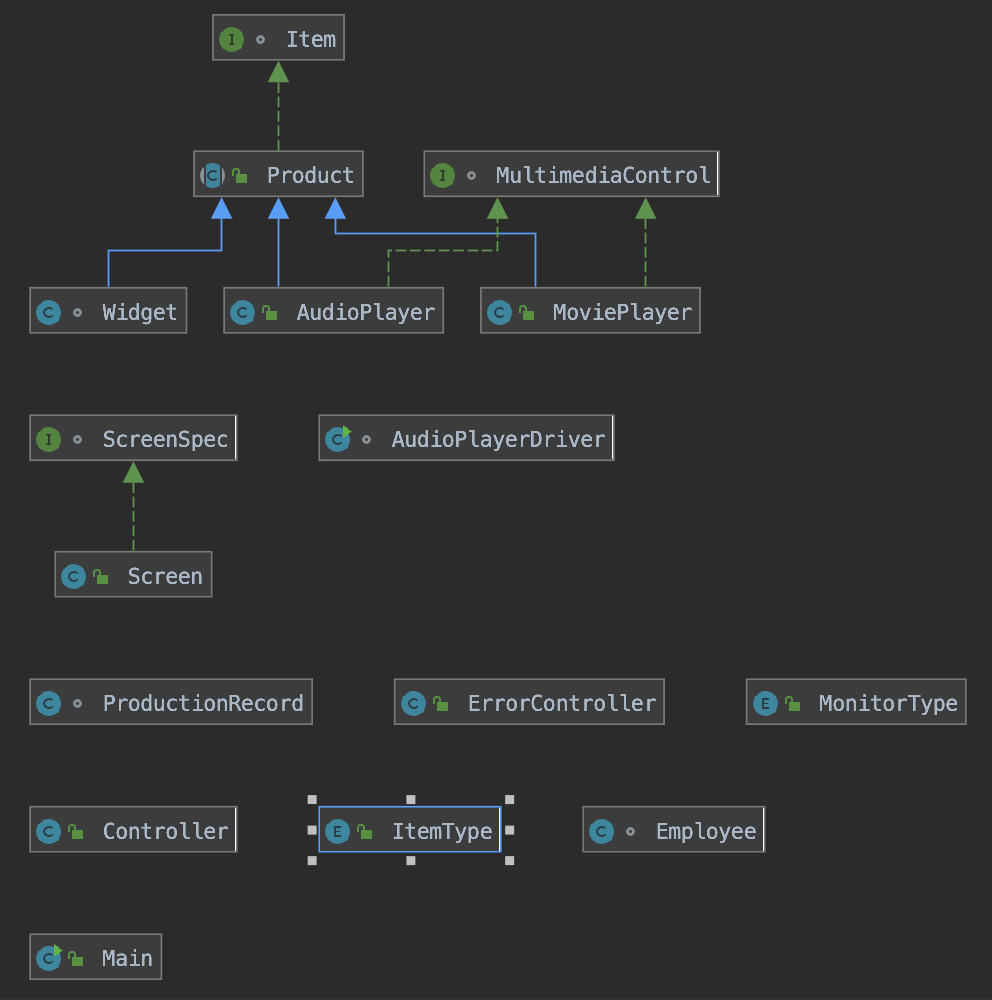 I Item
C Product
I MultimediaControl
C Widget
C AudioPlayer
C MoviePlayer
I ScreenSpec
C AudioPlayerDriver
C Screen
C ProductionRecord
C ErrorController
E MonitorType
C Controller
E ItemType
C Employee
C Main